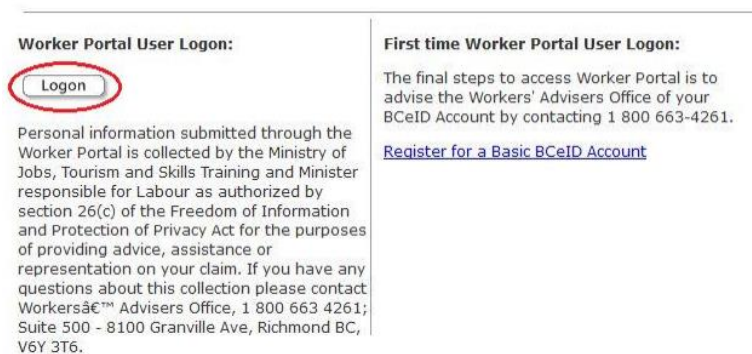 Worker Portal User Logon:
Logon
Personal information submitted through the
Worker Portal is collected by the Ministry of
Jobs, Tourism and Skills Training and Minister
responsible for Labour as authorized by
section 26(c) of the Freedom of Information
and Protection of Privacy Act for the purposes
of providing advice, assistance or
representation on your claim. If you have any
questions about this collection please contact
Workersâ€™ Advisers Office, 1 800 663 4261;
Suite 500 - 8100 Granville Ave, Richmond BC,
V6Y 3T6.
First time Worker Portal User Logon:
The final steps to access Worker Portal is to
advise the Workers' Advisers Office of your
BCeID Account by contacting 1 800 663-4261.
Register for a Basic BCeID Account